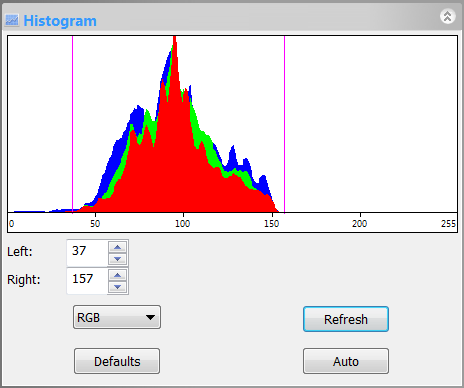 Histogram
0 50 100 150 200 255
Left: 37
Right: 157
RGB Refresh
Defaults Auto